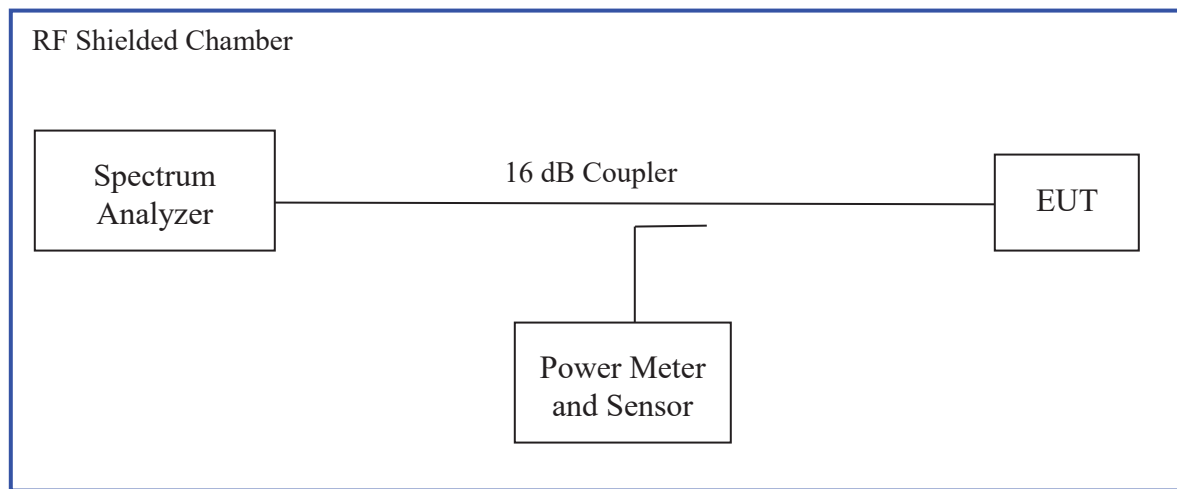 RF Shielded Chamber
Spectrum
Analyzer
16 dB Coupler
EUT
Power Meter
and Sensor